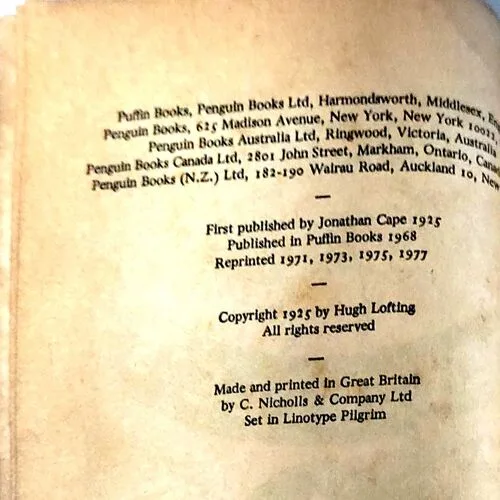 Puffin Books, Penguin Books Ltd, Harmondsworth, Middlesex,
Penguin Books, 625 Madison Avenue, New York, New York 10022,
Penguin Books Australia Ltd, Ringwood, Victoria, Australia
Penguin Books Canada Ltd, 2801 John Street, Markham, Ontario,
Penguin Books (N.Z.) Ltd, 182-190 Wairau Road, Auckland 10, New
—
First published by Jonathan Cape 1925
Published in Puffin Books 1968
Reprinted 1971, 1973, 1975, 1977
—
Copyright 1925 by Hugh Lofting
All rights reserved
—
Made and printed in Great Britain
by C. Nicholls & Company Ltd
Set in Linotype Pilgrim